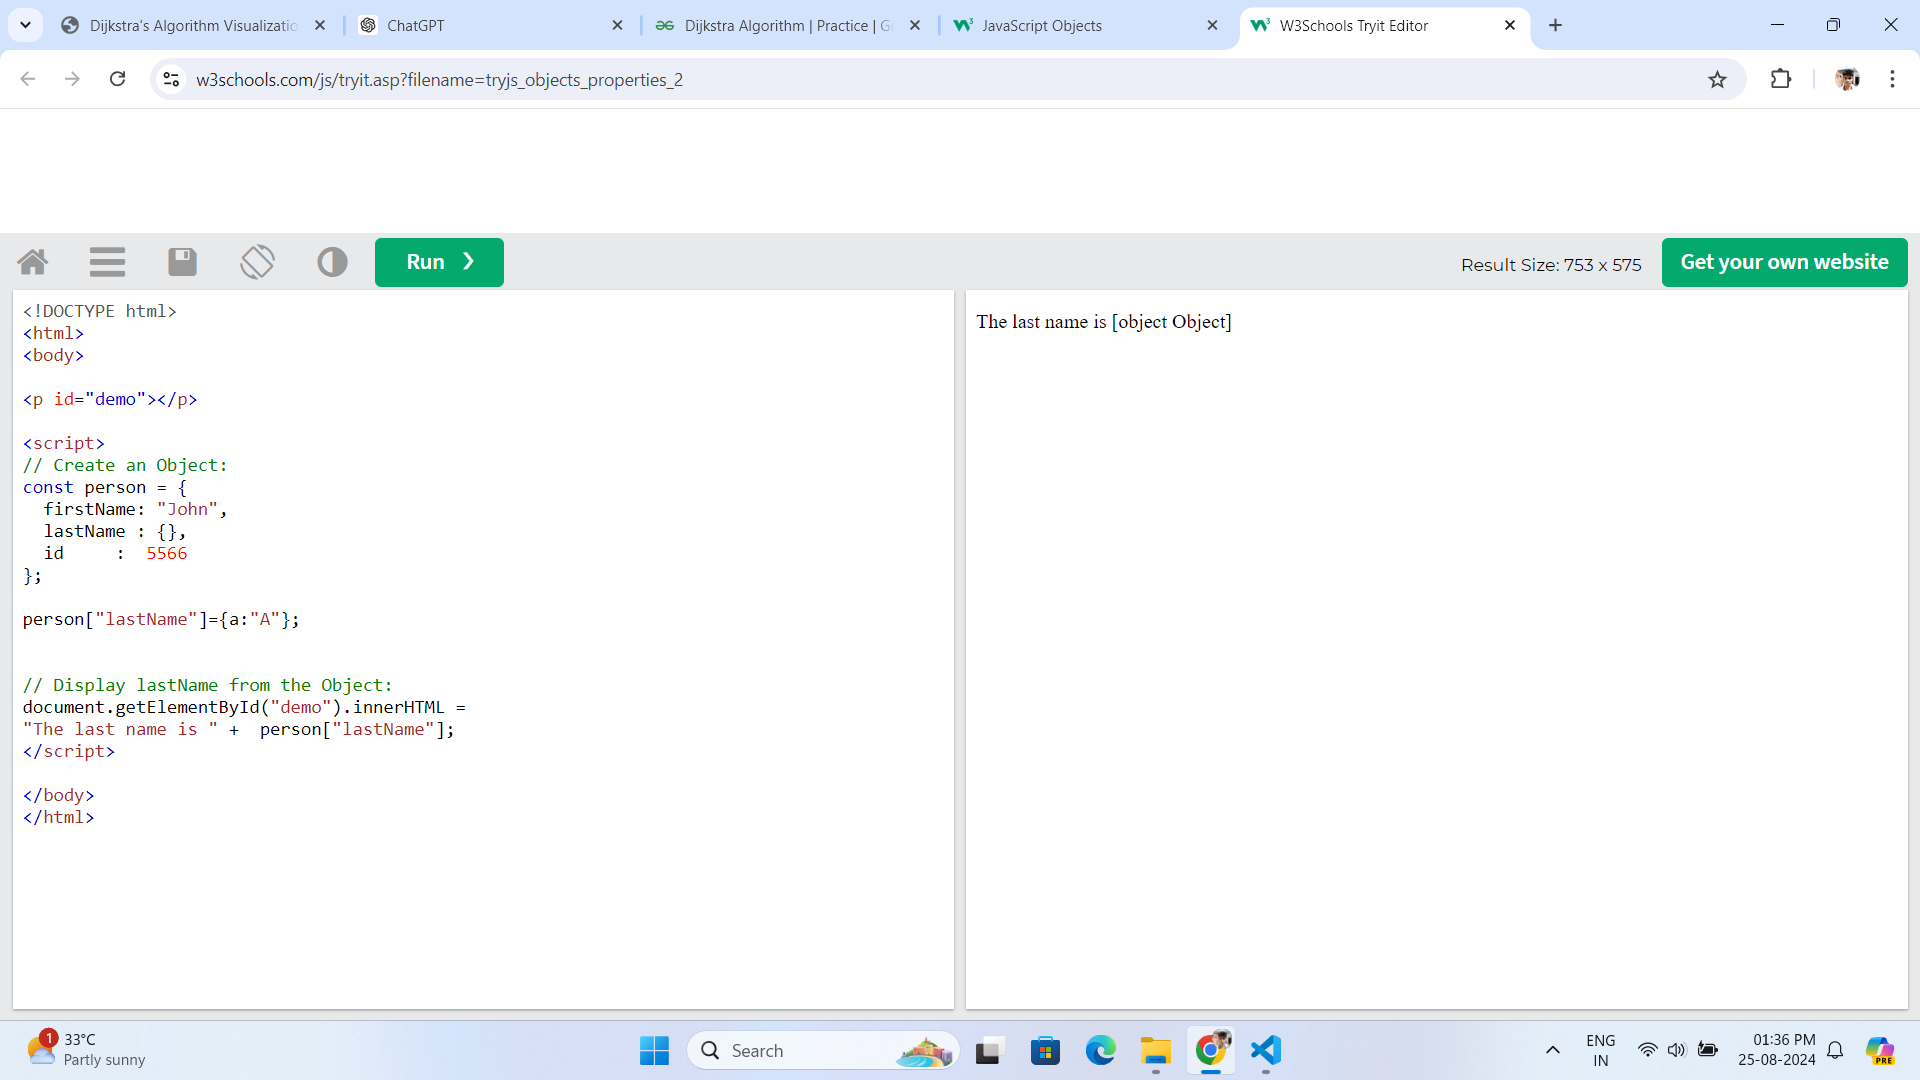 Dijkstra's Algorithm Visualizatio
ChatGPT
Dijkstra Algorithm | Practice | Ge
JavaScript Objects
W3Schools Tryit Editor
w3schools.com/js/tryit.asp?filename=tryjs_objects_properties_2
Run ❯
Result Size: 753 x 575
Get your own website
<!DOCTYPE html>
<html>
<body>
<p id="demo"></p>
<script>
// Create an Object:
const person = {
  firstName: "John",
  lastName : {},
  id     :  5566
};
person["lastName"]={a:"A"};
// Display lastName from the Object:
document.getElementById("demo").innerHTML =
"The last name is " +  person["lastName"];
</script>
</body>
</html>
The last name is [object Object]
1
33°C
Partly sunny
Search
ENG
IN
01:36 PM
25-08-2024
PRE